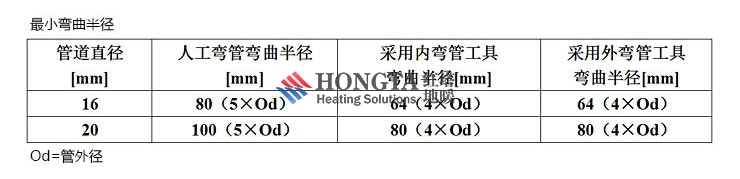 最小弯曲半径
管道直径 人工弯管弯曲半径 采用内弯管工具 采用外弯管工具
[mm] [mm] 弯曲半径[mm] 弯曲半径[mm]
HONGTA
Heating Solutions 地暖
16 80（5×Od） 64（4×Od） 64（4×Od）
20 100（5×Od） 80（4×Od） 80（4×Od）
Od=管外径